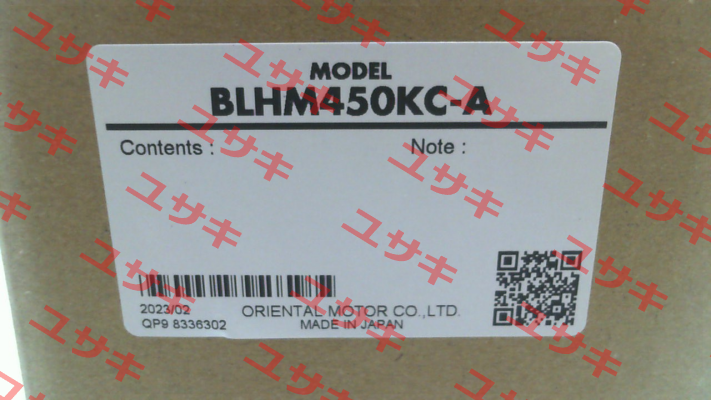 MODEL
BLHM450KC-A
Contents : Note :
2023/02
QP9 8336302
ORIENTAL MOTOR CO.,LTD.
MADE IN JAPAN
ユサキ